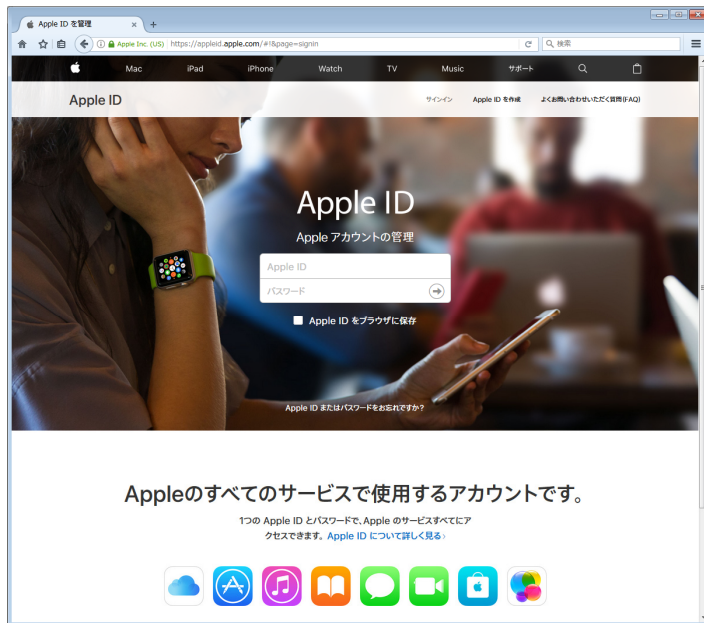 Apple ID を管理
Apple Inc. (US) https://appleid.apple.com/#!&page=signin
検索
Mac iPad iPhone Watch TV Music サポート
Apple ID
サインイン Apple ID を作成 よくお問い合わせいただく質問(FAQ)
Apple ID
Apple アカウントの管理
Apple ID
パスワード
Apple ID をブラウザに保存
Apple ID またはパスワードをお忘れですか?
Appleのすべてのサービスで使用するアカウントです。
1つの Apple ID とパスワードで、Apple のサービスすべてにア
クセスできます。Apple ID について詳しく見る›